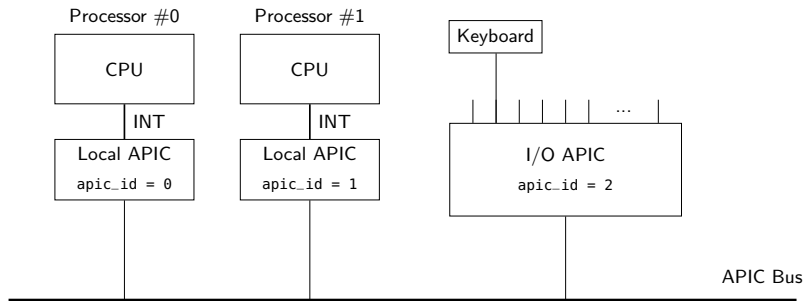 Processor #0
Processor #1
Keyboard
CPU
CPU
INT
INT
...
Local APIC
apic_id = 0
Local APIC
apic_id = 1
I/O APIC
apic_id = 2
APIC Bus